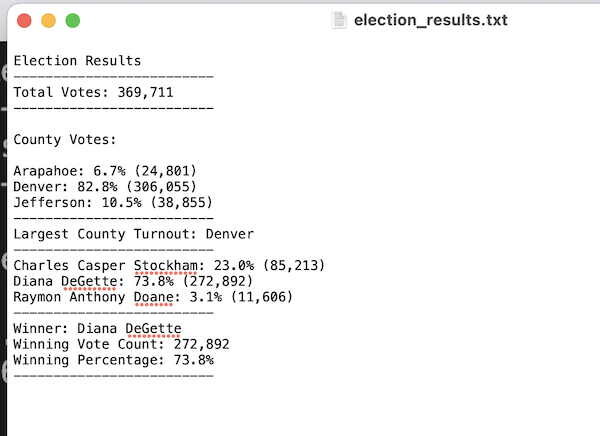 election_results.txt
Election Results
-------------------------
Total Votes: 369,711
-------------------------
County Votes:
Arapahoe: 6.7% (24,801)
Denver: 82.8% (306,055)
Jefferson: 10.5% (38,855)
-------------------------
Largest County Turnout: Denver
-------------------------
Charles Casper Stockham: 23.0% (85,213)
Diana DeGette: 73.8% (272,892)
Raymon Anthony Doane: 3.1% (11,606)
-------------------------
Winner: Diana DeGette
Winning Vote Count: 272,892
Winning Percentage: 73.8%
-------------------------